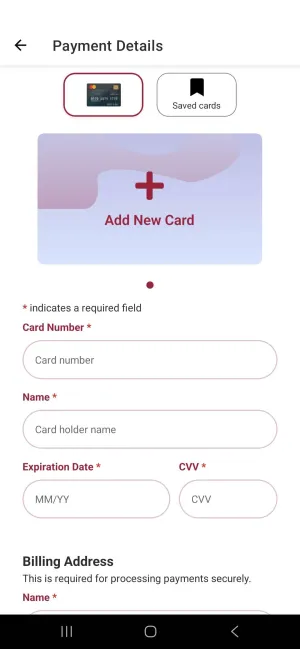 Payment Details
Saved cards
Add New Card
* indicates a required field
Card Number *
Card number
Name *
Card holder name
Expiration Date * CVV *
MM/YY CVV
Billing Address
This is required for processing payments securely.
Name *